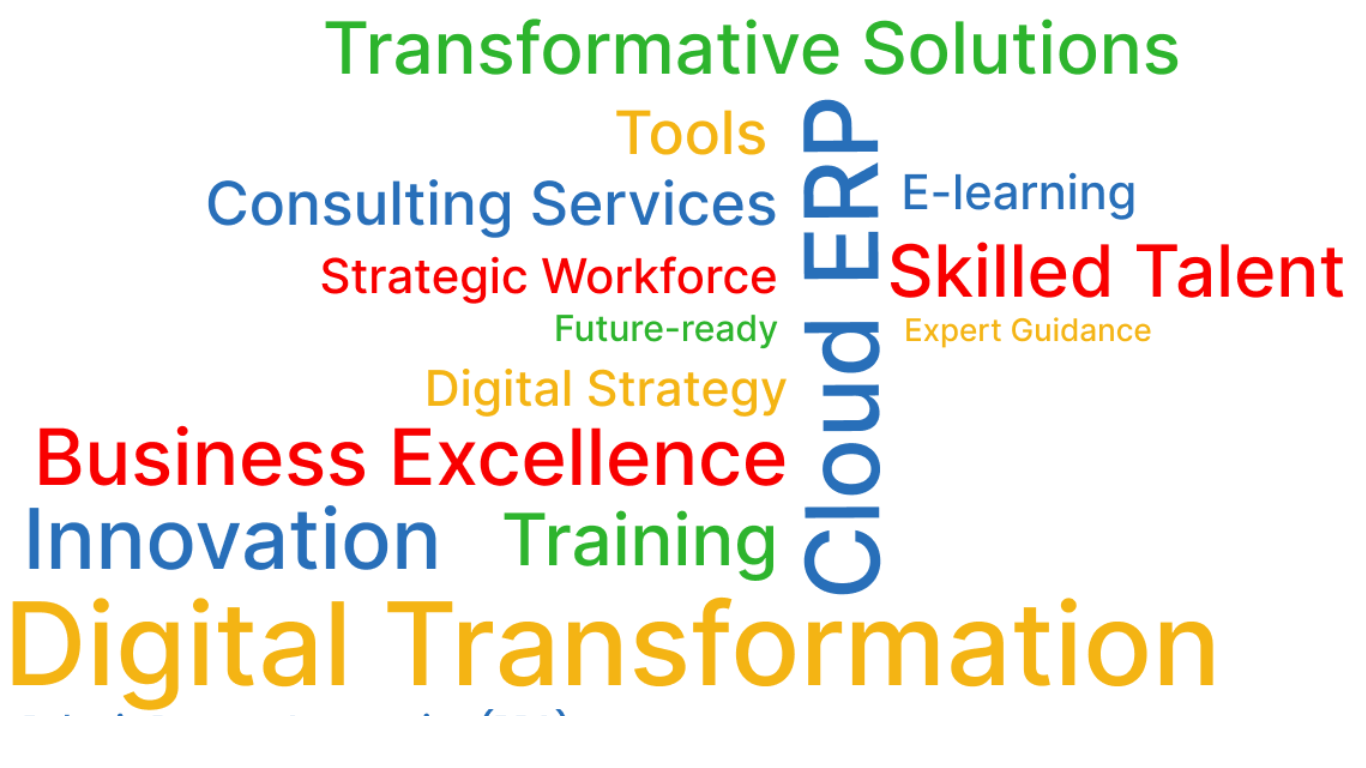 Transformative Solutions
Tools
Cloud ERP
Consulting Services
E-learning
Strategic Workforce
Skilled Talent
Future-ready
Expert Guidance
Digital Strategy
Business Excellence
Innovation
Training
Digital Transformation